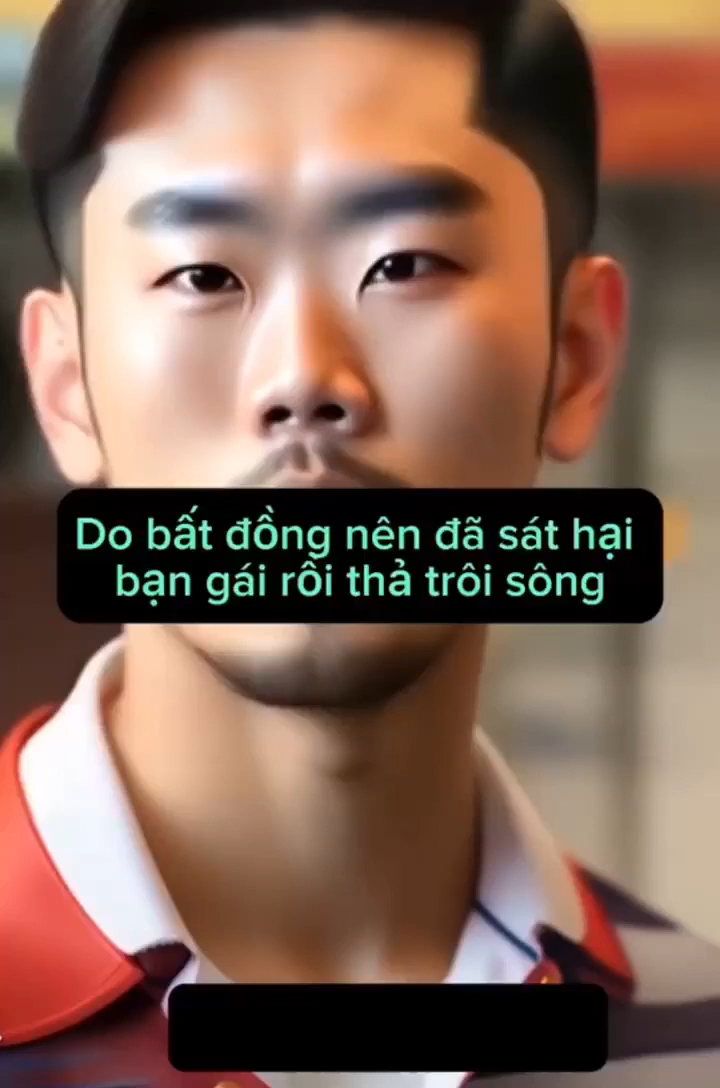 Do bất đồng nên đã sát hại
bạn gái rồi thả trôi sông